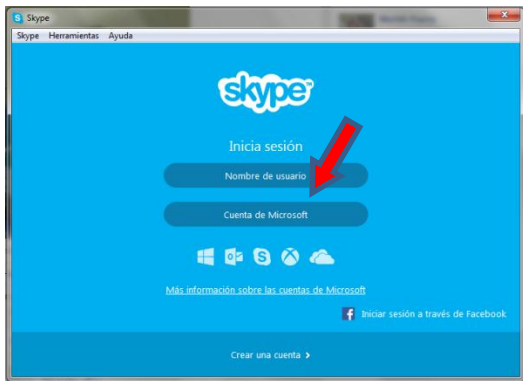 Skype
Skype Herramientas Ayuda
skype
Inicia sesión
Nombre de usuario
Cuenta de Microsoft
Más información sobre las cuentas de Microsoft
Iniciar sesión a través de Facebook
Crear una cuenta